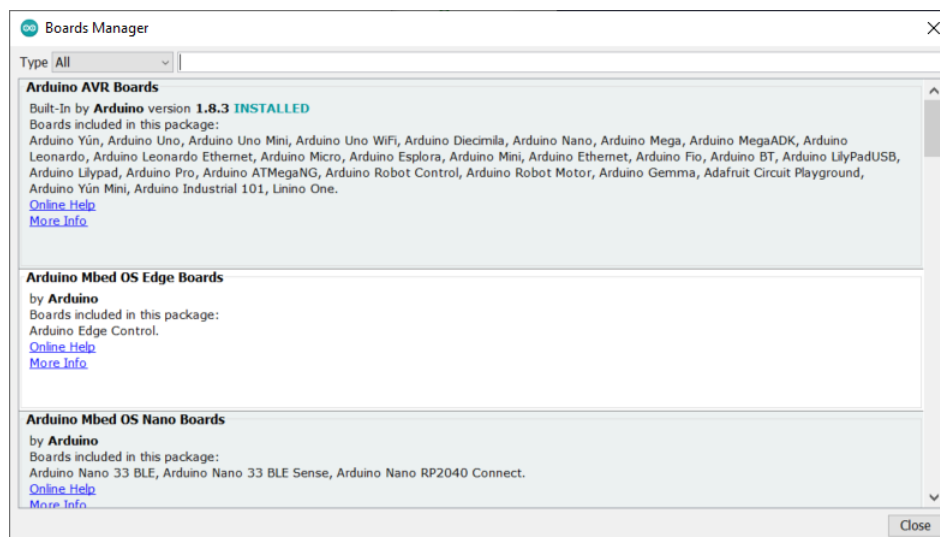 Boards Manager
Type All
Arduino AVR Boards
Built-In by Arduino version 1.8.3 INSTALLED
Boards included in this package:
Arduino Yún, Arduino Uno, Arduino Uno Mini, Arduino Uno WiFi, Arduino Diecimila, Arduino Nano, Arduino Mega, Arduino MegaADK, Arduino
Leonardo, Arduino Leonardo Ethernet, Arduino Micro, Arduino Esplora, Arduino Mini, Arduino Ethernet, Arduino Fio, Arduino BT, Arduino LilyPadUSB,
Arduino Lilypad, Arduino Pro, Arduino ATMegaNG, Arduino Robot Control, Arduino Robot Motor, Arduino Gemma, Adafruit Circuit Playground,
Arduino Yún Mini, Arduino Industrial 101, Linino One.
Online Help
More Info
Arduino Mbed OS Edge Boards
by Arduino
Boards included in this package:
Arduino Edge Control.
Online Help
More Info
Arduino Mbed OS Nano Boards
by Arduino
Boards included in this package:
Arduino Nano 33 BLE, Arduino Nano 33 BLE Sense, Arduino Nano RP2040 Connect.
Online Help
More Info
Close